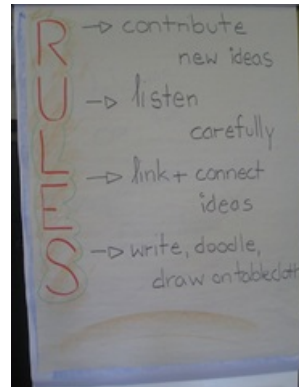 RULES
→ contribute
new ideas
→ listen
carefully
→ link + connect
ideas
→ write, doodle,
draw on tablecloth